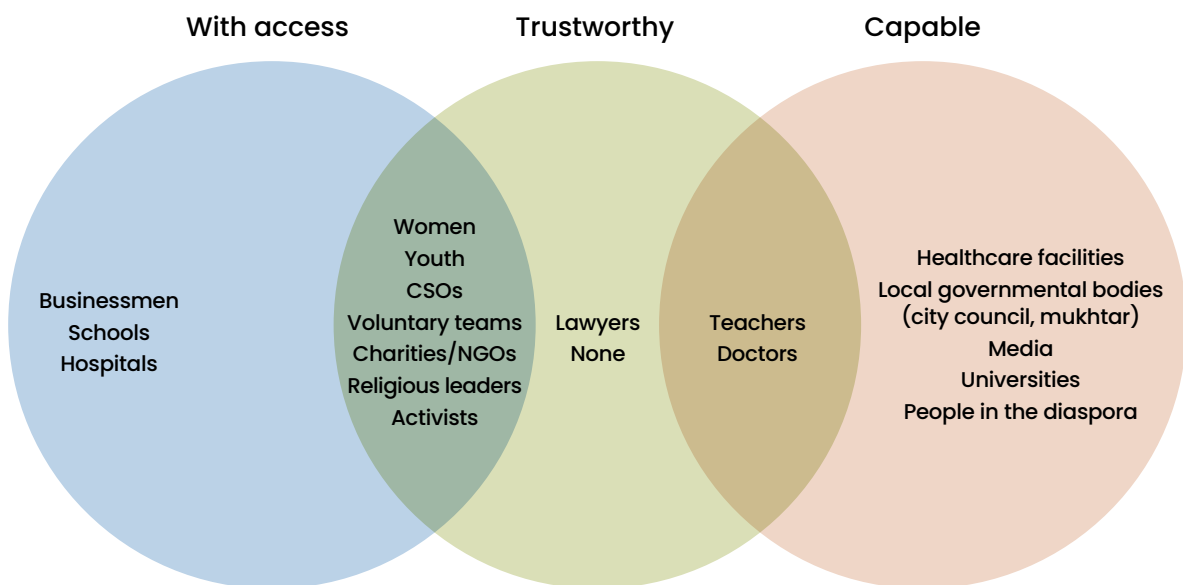 With access
Trustworthy
Capable
Businessmen
Schools
Hospitals
Women
Youth
CSOs
Voluntary teams
Charities/NGOs
Religious leaders
Activists
Lawyers
None
Teachers
Doctors
Healthcare facilities
Local governmental bodies
(city council, mukhtar)
Media
Universities
People in the diaspora